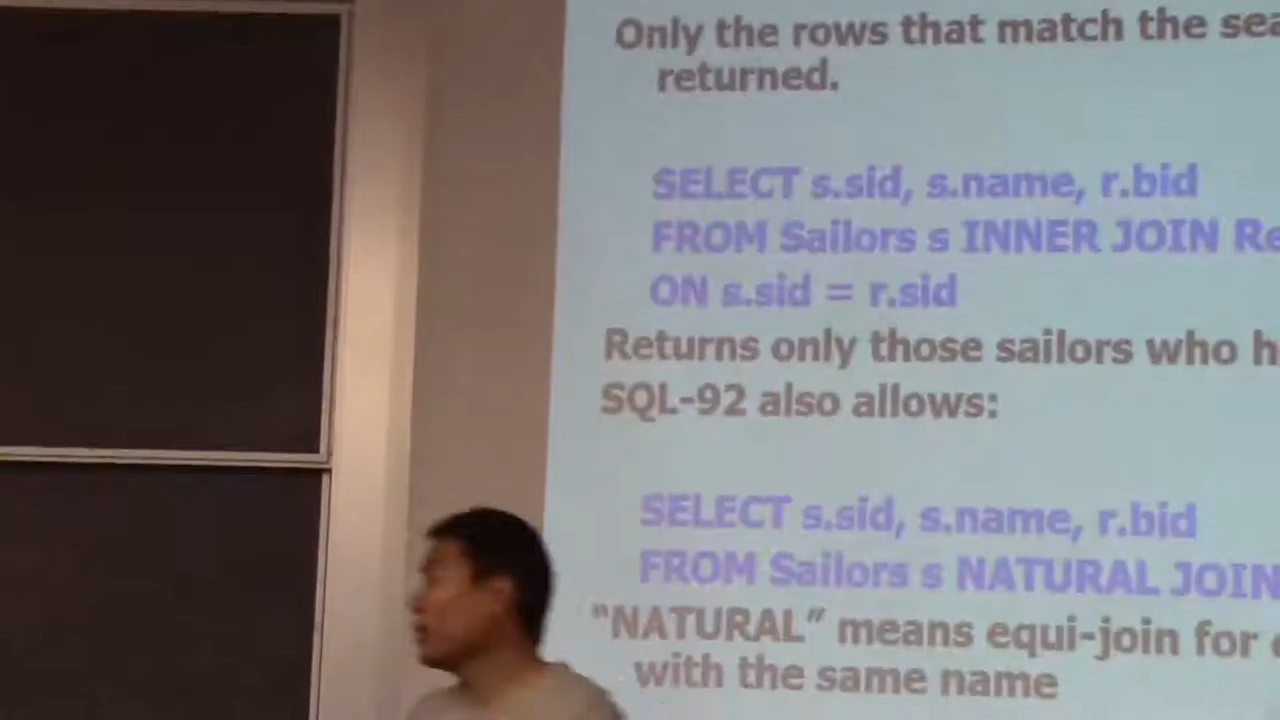 Only the rows that match the
returned.
SELECT s.sid, s.name, r.bid
FROM Sailors s INNER JOIN
ON s.sid = r.sid
Returns only those sailors who
SQL-92 also allows:
SELECT s.sid, s.name, r.bid
FROM Sailors s NATURAL JOIN
“NATURAL” means equi-join for
with the same name